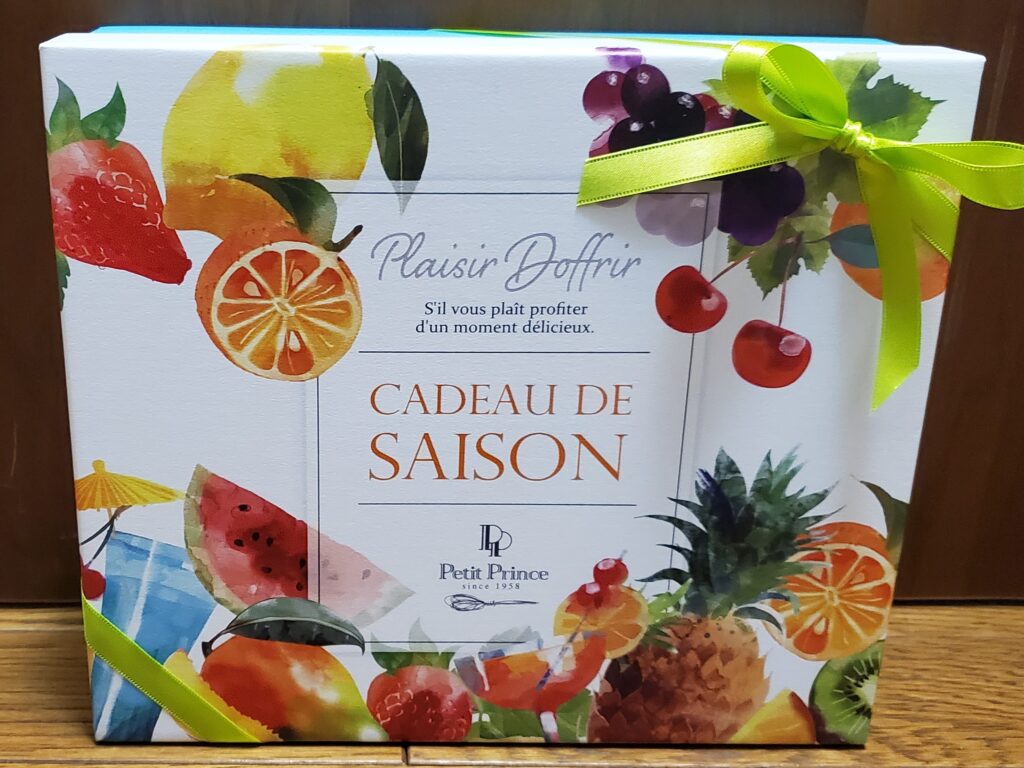 Plaisir Doffrir
S'il vous plaît profiter
d'un moment délicieux.
CADEAU DE
SAISON
Petit Prince
since 1958